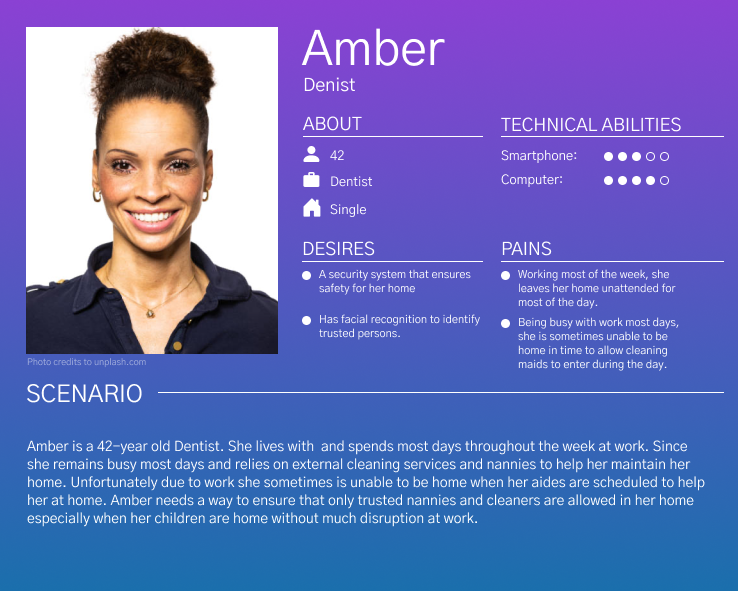 Amber
Denist
ABOUT
42
Dentist
Single
TECHNICAL ABILITIES
Smartphone:
Computer:
DESIRES
A security system that ensures
safety for her home
Has facial recognition to identify
trusted persons.
PAINS
Working most of the week, she
leaves her home unattended for
most of the day.
Being busy with work most days,
she is sometimes unable to be
home in time to allow cleaning
maids to enter during the day.
Photo credits to unplash.com
SCENARIO
Amber is a 42-year old Dentist. She lives with  and spends most days throughout the week at work. Since
she remains busy most days and relies on external cleaning services and nannies to help her maintain her
home. Unfortunately due to work she sometimes is unable to be home when her aides are scheduled to help
her at home. Amber needs a way to ensure that only trusted nannies and cleaners are allowed in her home
especially when her children are home without much disruption at work.